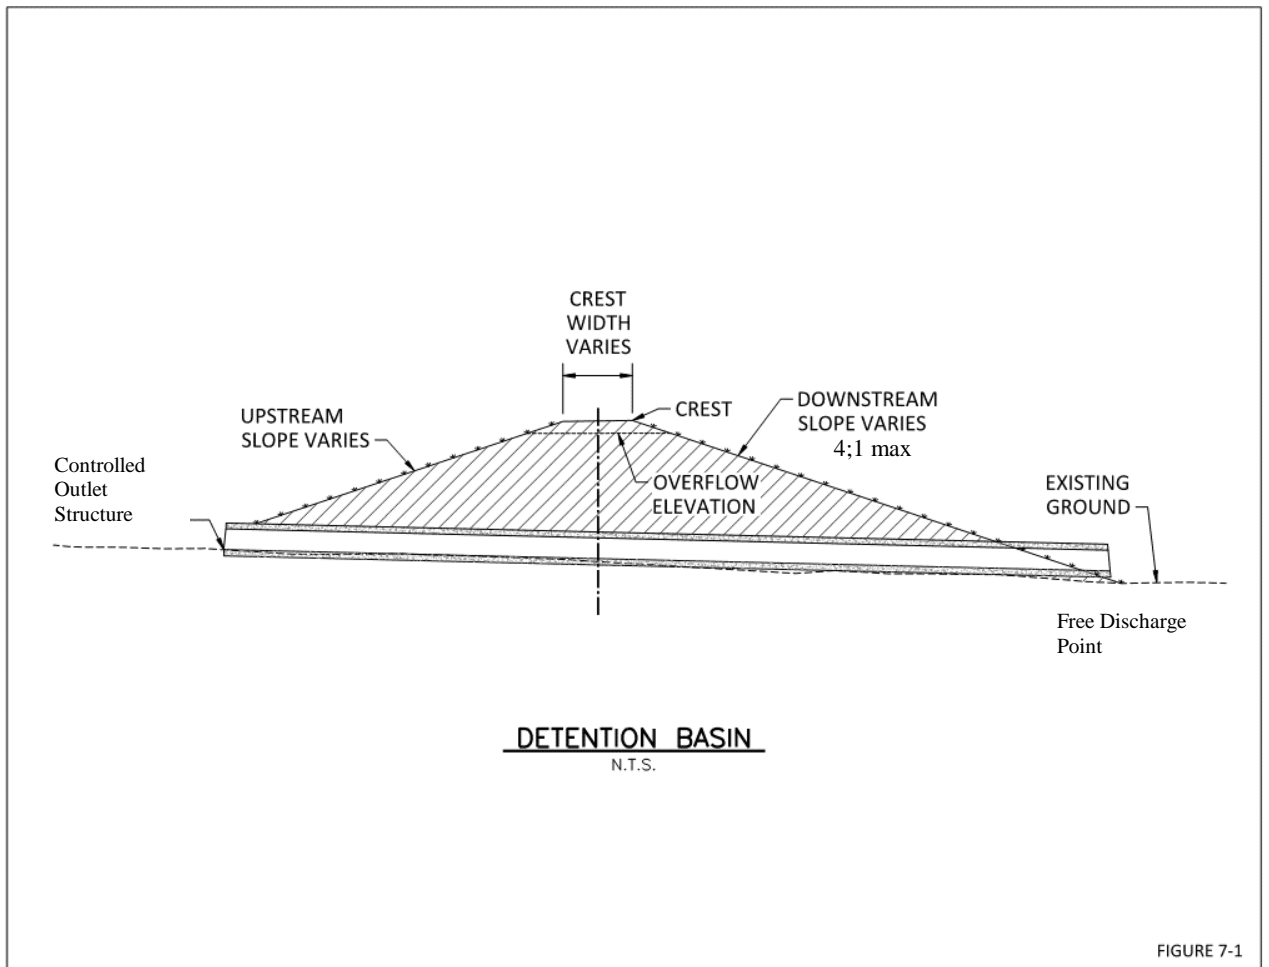 CREST
WIDTH
VARIES
UPSTREAM
SLOPE VARIES
CREST
DOWNSTREAM
SLOPE VARIES
4;1 max
Controlled
Outlet
Structure
OVERFLOW
ELEVATION
EXISTING
GROUND
Free Discharge
Point
DETENTION BASIN
N.T.S.
FIGURE 7-1